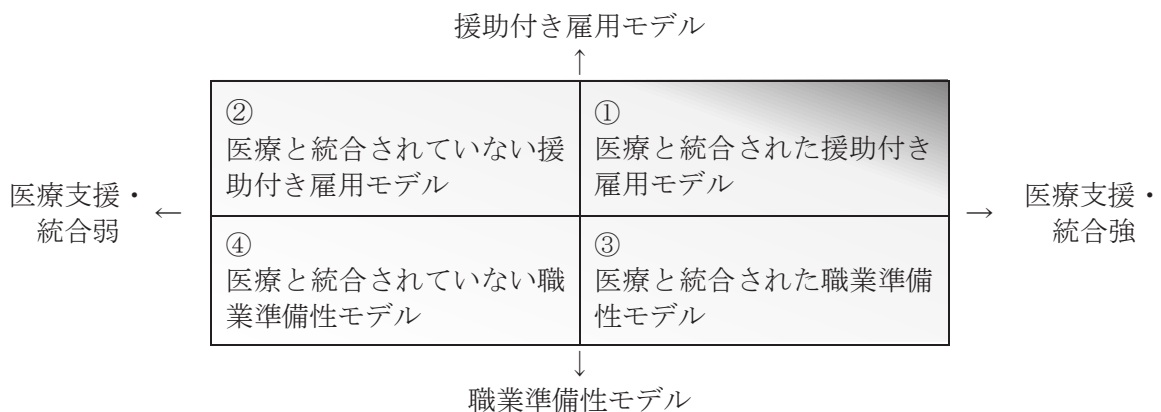 援助付き雇用モデル
↑
②
医療と統合されていない援
助付き雇用モデル
①
医療と統合された援助付き
雇用モデル
医療支援・
統合弱
←
→
医療支援・
統合強
④
医療と統合されていない職
業準備性モデル
③
医療と統合された職業準備
性モデル
↓
職業準備性モデル